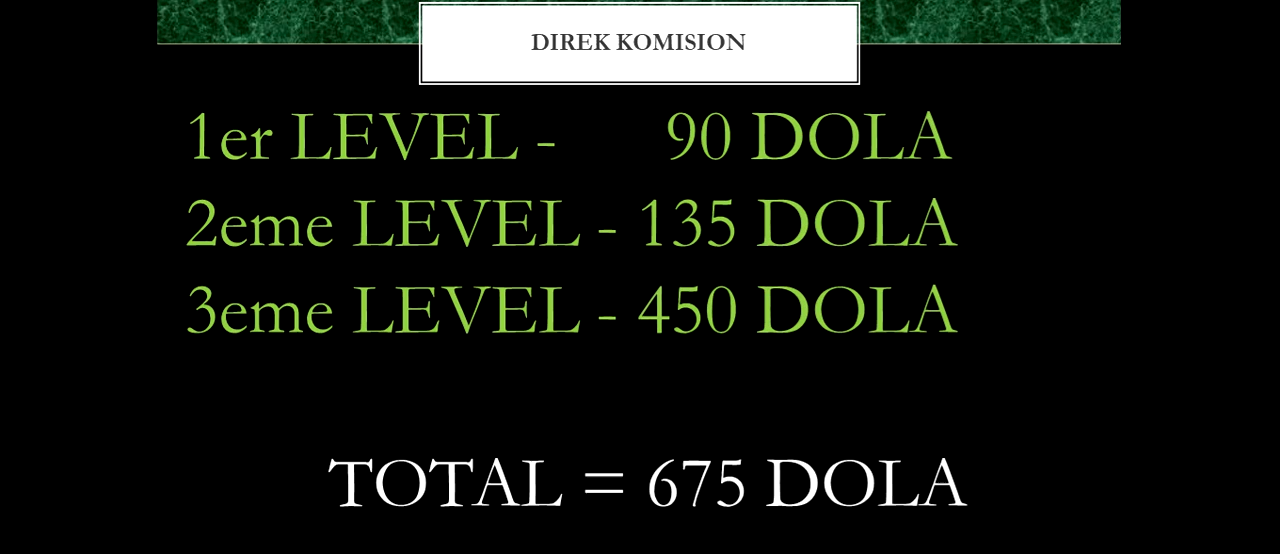 DIREK KOMISION
1er LEVEL - 90 DOLA
2eme LEVEL - 135 DOLA
3eme LEVEL - 450 DOLA
TOTAL = 675 DOLA